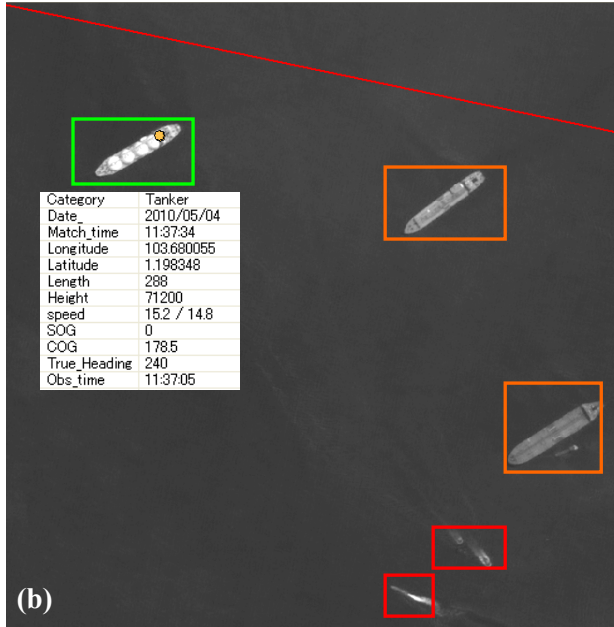 Category Tanker
Date_ 2010/05/04
Match_time 11:37:34
Longitude 103.680055
Latitude 1.198348
Length 288
Height 71200
speed 15.2 / 14.8
SOG 0
COG 178.5
True_Heading 240
Obs_time 11:37:05
(b)